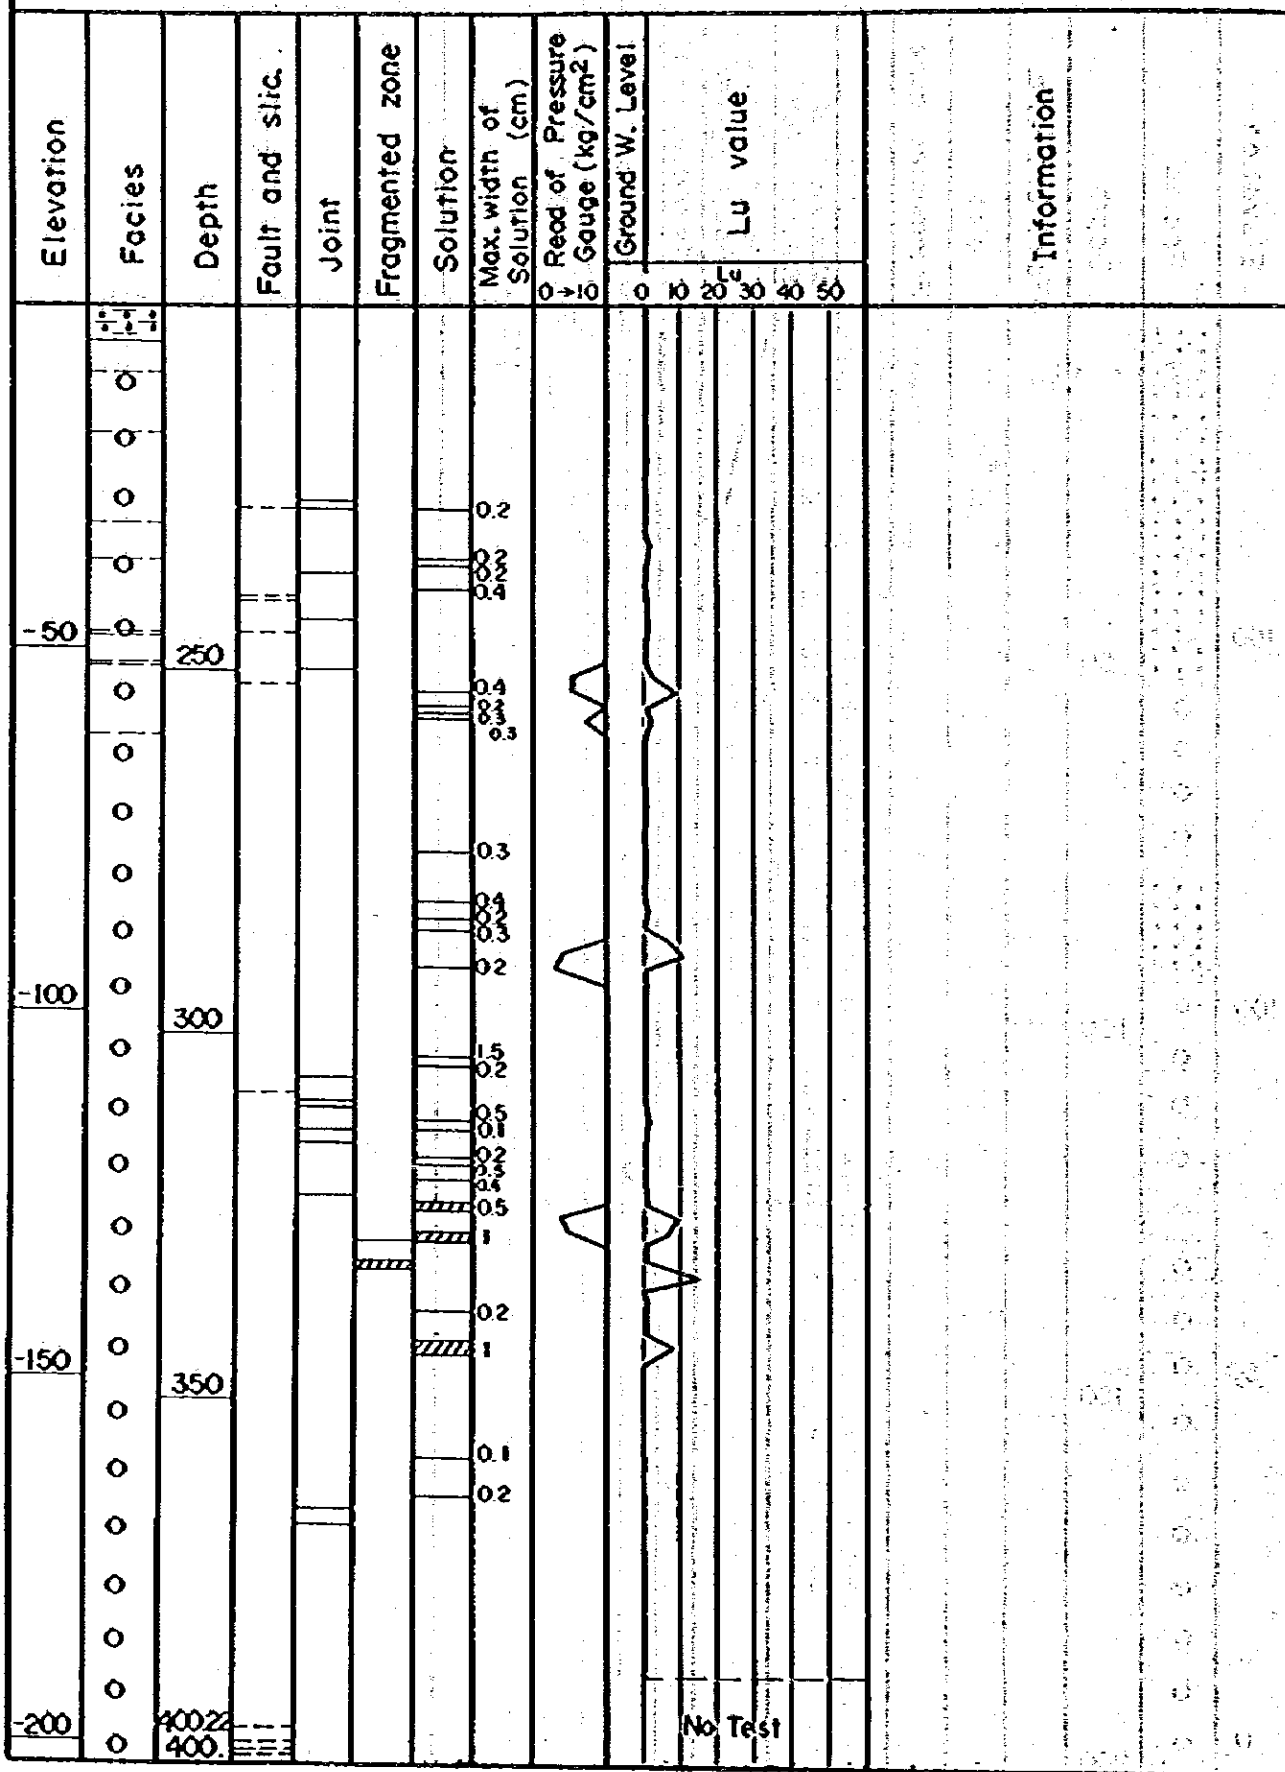 Elevation
Facies
Depth
Fault and slic.
Joint
Fragmented zone
Solution
Max. width of
Solution (cm)
Read of Pressure
Gauge (kg/cm²)
0→10
Ground W. Level
Lu value
0 10 20 30 40 50
Information
0.2
0.2
0.2
0.4
-50
250
0.4
0.2
0.3
0.3
0.3
0.4
0.2
0.3
0.2
-100
300
1.5
0.2
0.5
0.1
0.2
0.4
0.5
1
0.2
1
-150
350
0.1
0.2
-200
400.22
400.
No Test